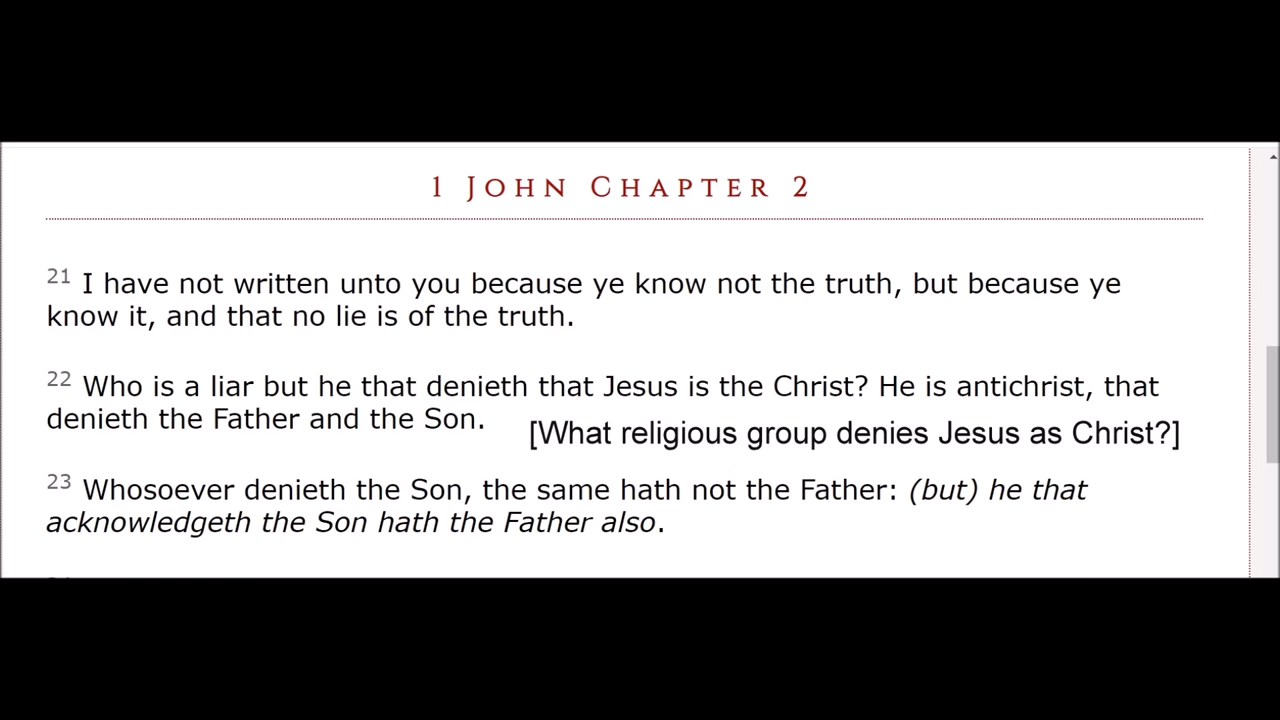 1 John Chapter 2
21 I have not written unto you because ye know not the truth, but because ye
know it, and that no lie is of the truth.
22 Who is a liar but he that denieth that Jesus is the Christ? He is antichrist, that
denieth the Father and the Son.
[What religious group denies Jesus as Christ?]
23 Whosoever denieth the Son, the same hath not the Father: (but) he that
acknowledgeth the Son hath the Father also.